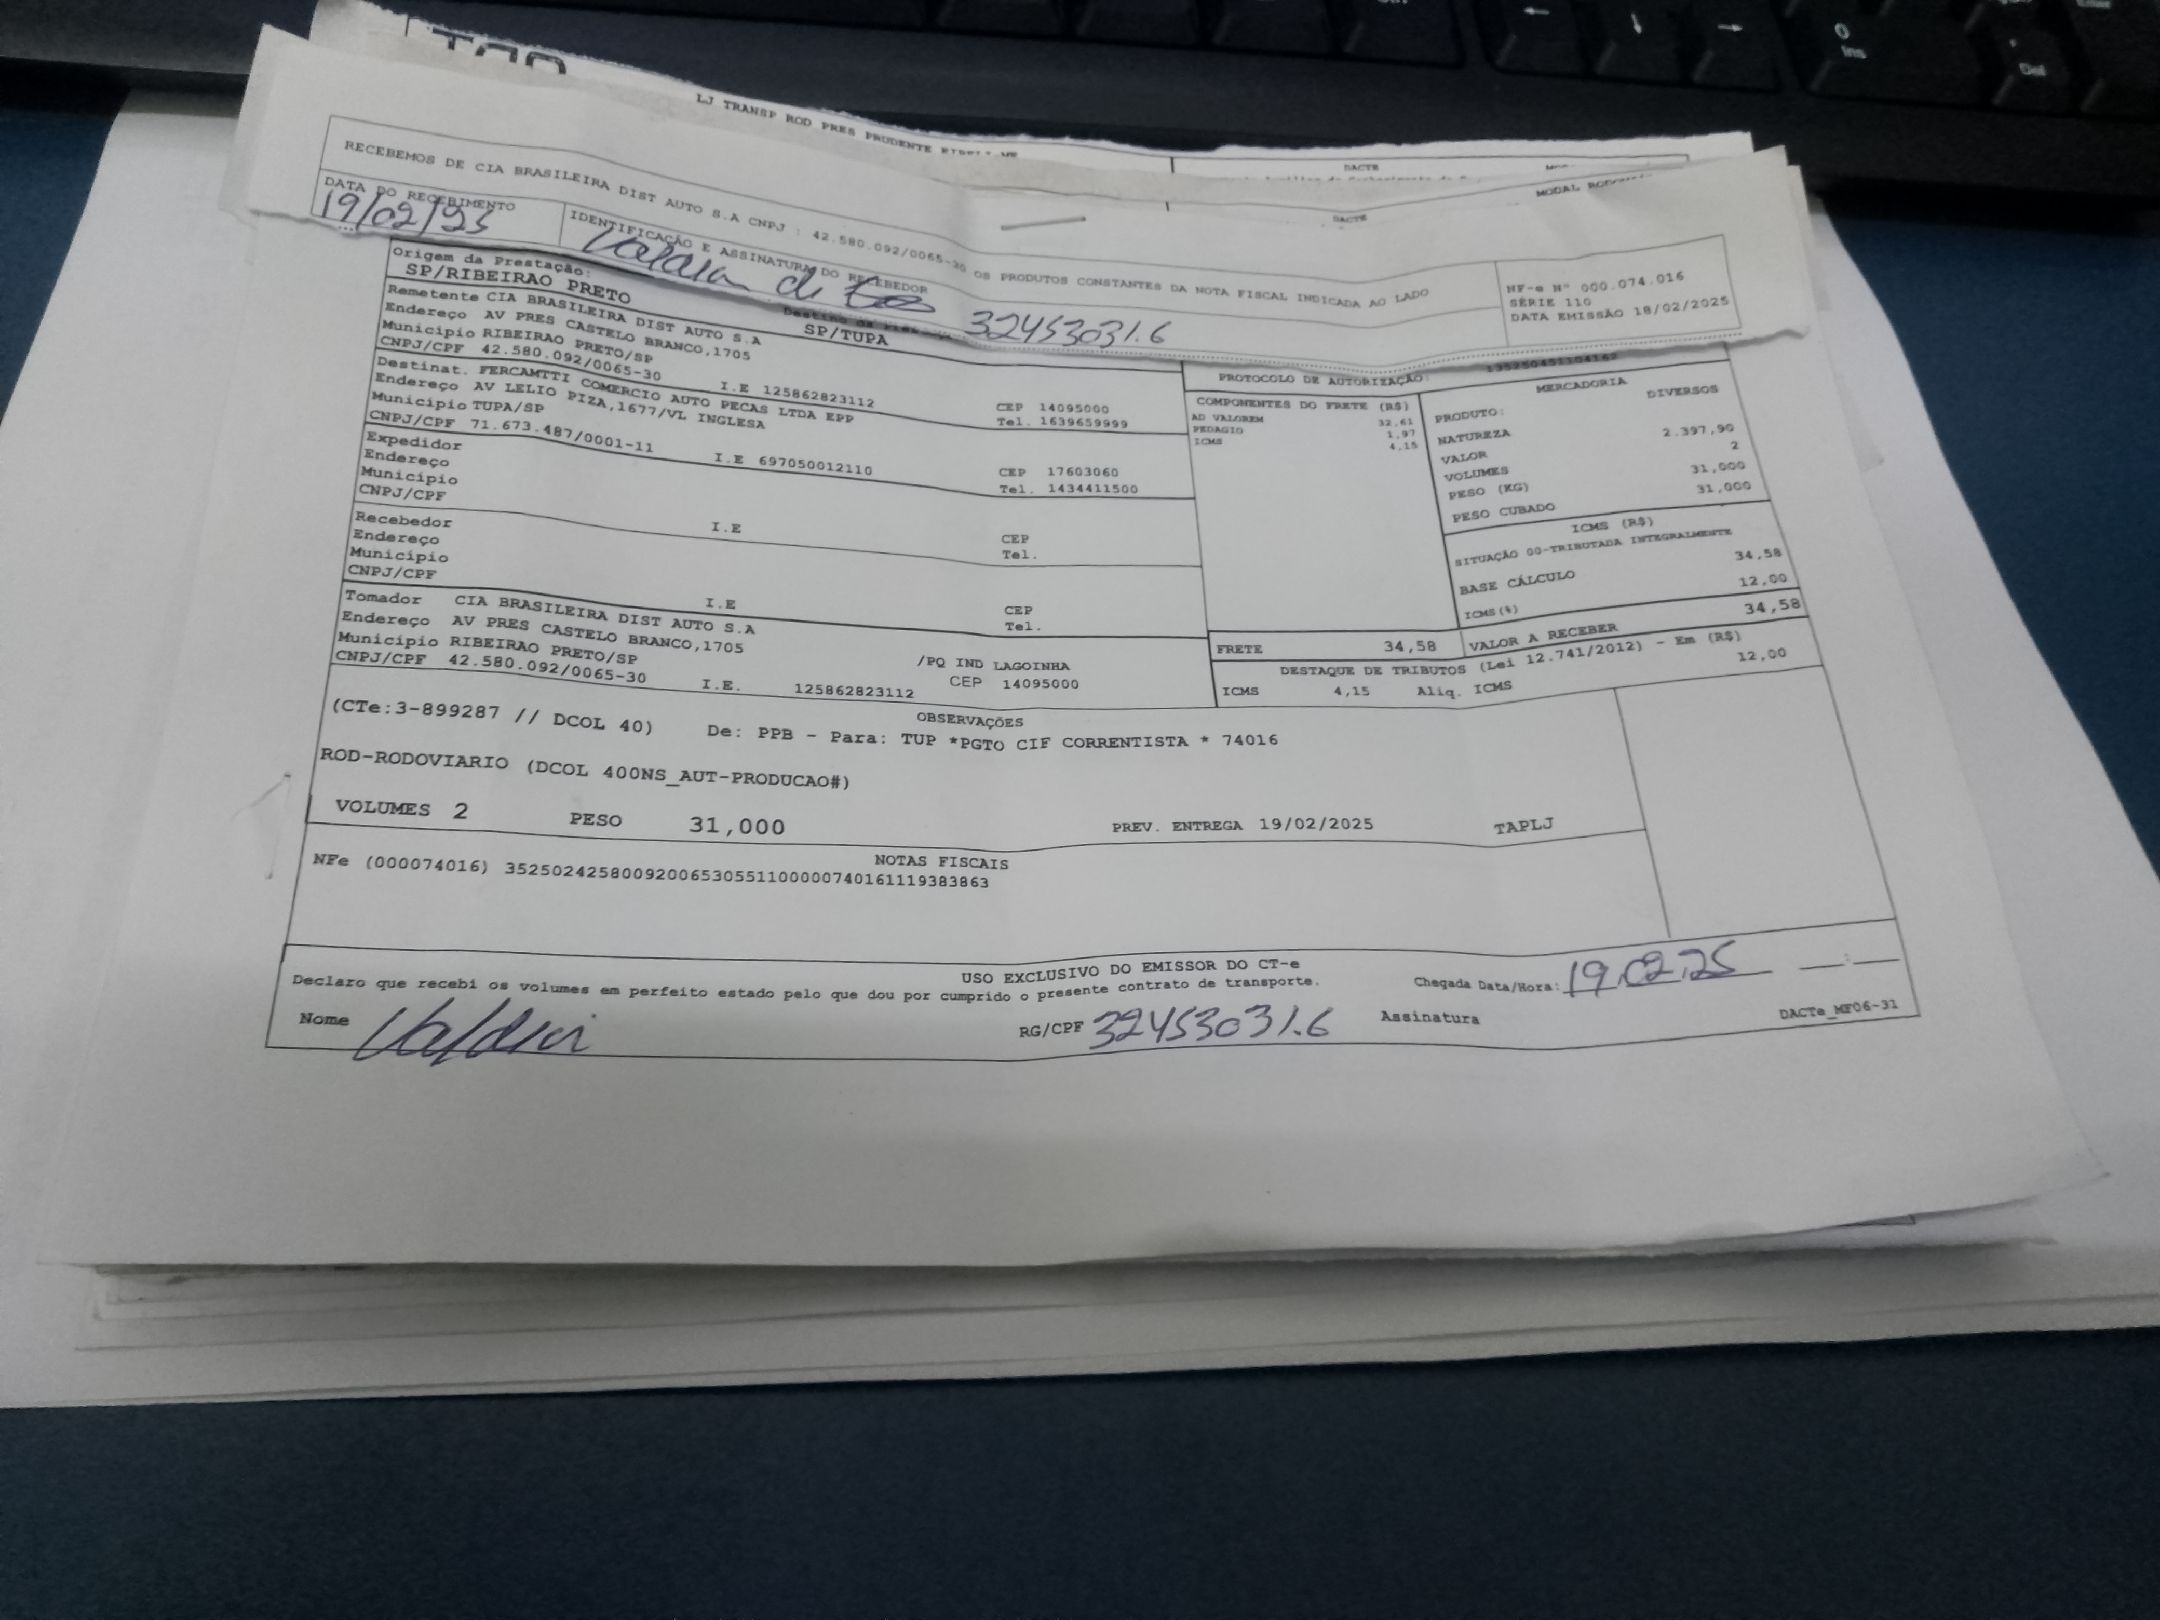 LJ TRANSP ROD PRES PRUDENTE
DACTE
DACTE
MODAL
RECEBEMOS DE CIA BRASILEIRA DIST AUTO S.A CNPJ : 42.580.092/0065-30 OS PRODUTOS CONSTANTES DA NOTA FISCAL INDICADA AO LADO
DATA DO RECEBIMENTO
19/02/25
IDENTIFICAÇÃO E ASSINATURA DO RECEBEDOR
32453031.6
NF-e Nº 000.074.016
SÉRIE 110
DATA EMISSÃO 18/02/2025
Origem da Prestação:
SP/RIBEIRAO PRETO
SP/TUPA
Remetente CIA BRASILEIRA DIST AUTO S.A
Endereço AV PRES CASTELO BRANCO,1705
Municipio RIBEIRAO PRETO/SP CEP 14095000
CNPJ/CPF 42.580.092/0065-30 I.E 125862823112 Tel. 1639659999
Destinat. FERCAMTTI COMERCIO AUTO PECAS LTDA EPP
Endereço AV LELIO PIZA,1677/VL INGLESA
Municipio TUPA/SP CEP 17603060
CNPJ/CPF 71.673.487/0001-11 I.E 697050012110 Tel. 1434411500
Expedidor
Endereço
Município CEP
CNPJ/CPF I.E Tel.
Recebedor
Endereço
Município CEP
CNPJ/CPF I.E Tel.
Tomador CIA BRASILEIRA DIST AUTO S.A
Endereço AV PRES CASTELO BRANCO,1705 /PQ IND LAGOINHA
Municipio RIBEIRAO PRETO/SP CEP 14095000
CNPJ/CPF 42.580.092/0065-30 I.E. 125862823112
PROTOCOLO DE AUTORIZAÇÃO: 135250451104162
COMPONENTES DO FRETE (R$)
AD VALOREM 32,61
PEDAGIO 1,97
ICMS 4,15
MERCADORIA
PRODUTO: DIVERSOS
NATUREZA
VALOR 2.397,90
VOLUMES 2
PESO (KG) 31,000
PESO CUBADO 31,000
ICMS (R$)
SITUAÇÃO 00-TRIBUTADA INTEGRALMENTE
BASE CÁLCULO 34,58
ICMS(%) 12,00
FRETE 34,58 VALOR A RECEBER 34,58
DESTAQUE DE TRIBUTOS (Lei 12.741/2012) - Em (R$)
ICMS 4,15 Aliq. ICMS 12,00
OBSERVAÇÕES
(CTe:3-899287 // DCOL 40) De: PPB - Para: TUP *PGTO CIF CORRENTISTA * 74016
ROD-RODOVIARIO (DCOL 400NS_AUT-PRODUCAO#)
VOLUMES 2 PESO 31,000 PREV. ENTREGA 19/02/2025 TAPLJ
NOTAS FISCAIS
NFe (000074016) 35250242580092006530551100000740161119383863
USO EXCLUSIVO DO EMISSOR DO CT-e
Declaro que recebi os volumes em perfeito estado pelo que dou por cumprido o presente contrato de transporte. Chegada Data/Hora: 19.02.25
Nome Valdeci RG/CPF 32453031.6 Assinatura DACTe_MF06-31